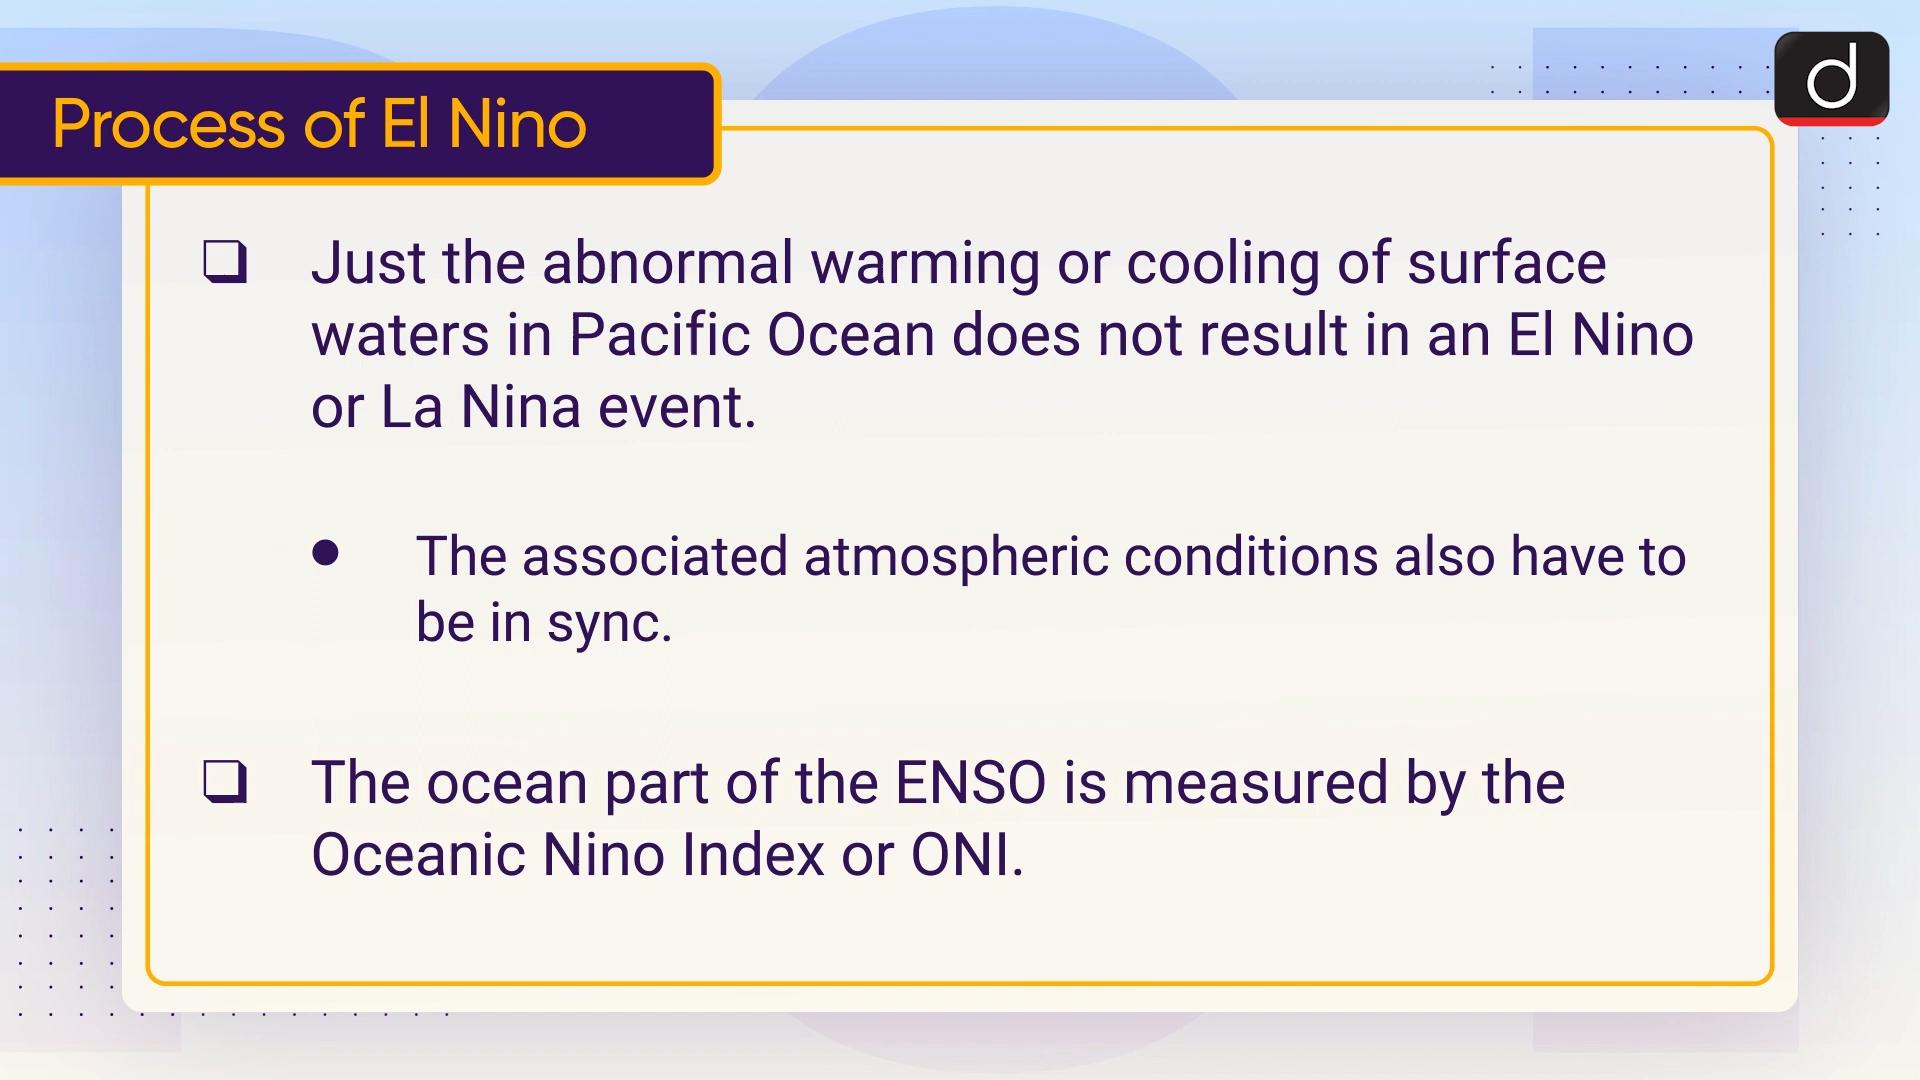 Process of El Nino
d
❑ Just the abnormal warming or cooling of surface
waters in Pacific Ocean does not result in an El Nino
or La Nina event.
● The associated atmospheric conditions also have to
be in sync.
❑ The ocean part of the ENSO is measured by the
Oceanic Nino Index or ONI.